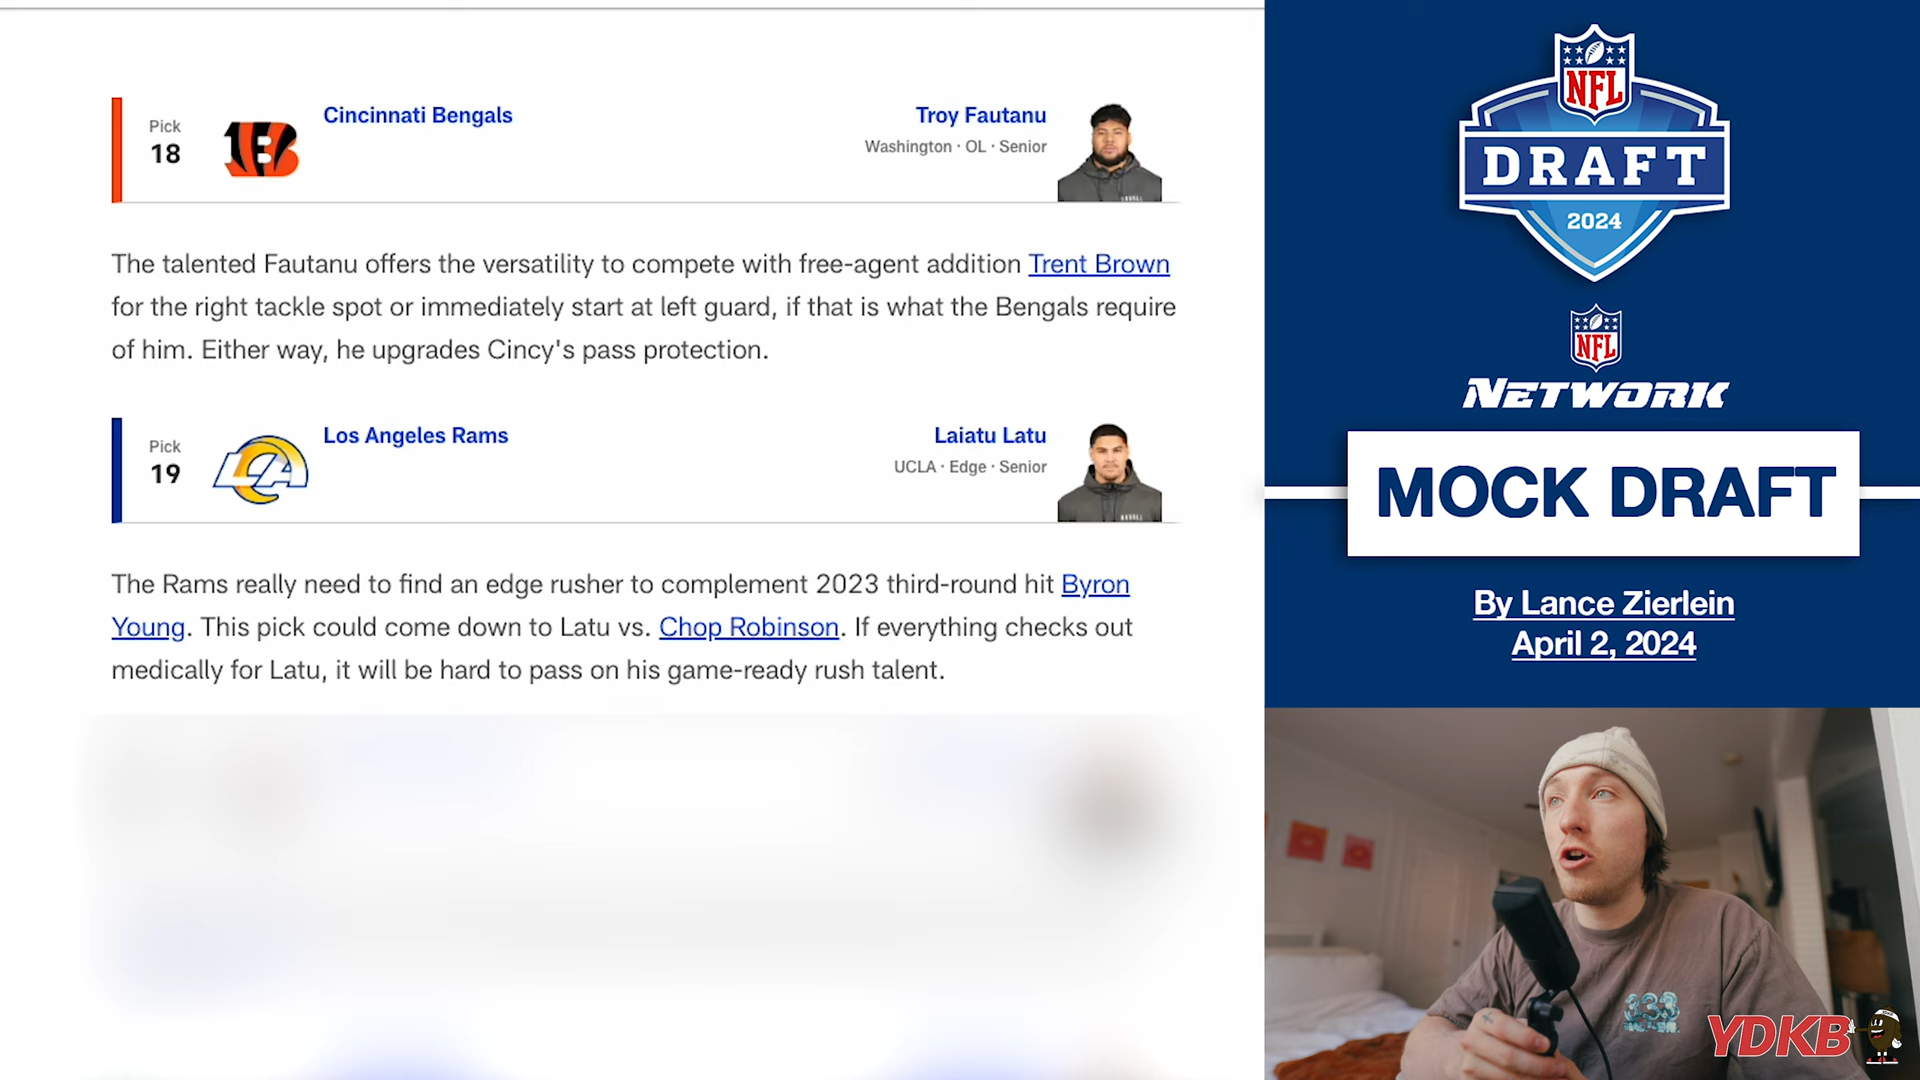 Pick
18
Cincinnati Bengals
Troy Fautanu
Washington · OL · Senior
The talented Fautanu offers the versatility to compete with free-agent addition Trent Brown
for the right tackle spot or immediately start at left guard, if that is what the Bengals require
of him. Either way, he upgrades Cincy's pass protection.
Pick
19
LA
Los Angeles Rams
Laiatu Latu
UCLA · Edge · Senior
The Rams really need to find an edge rusher to complement 2023 third-round hit Byron
Young. This pick could come down to Latu vs. Chop Robinson. If everything checks out
medically for Latu, it will be hard to pass on his game-ready rush talent.
NFL
DRAFT
2024
NFL
NETWORK
MOCK DRAFT
By Lance Zierlein
April 2, 2024
333
YDKB